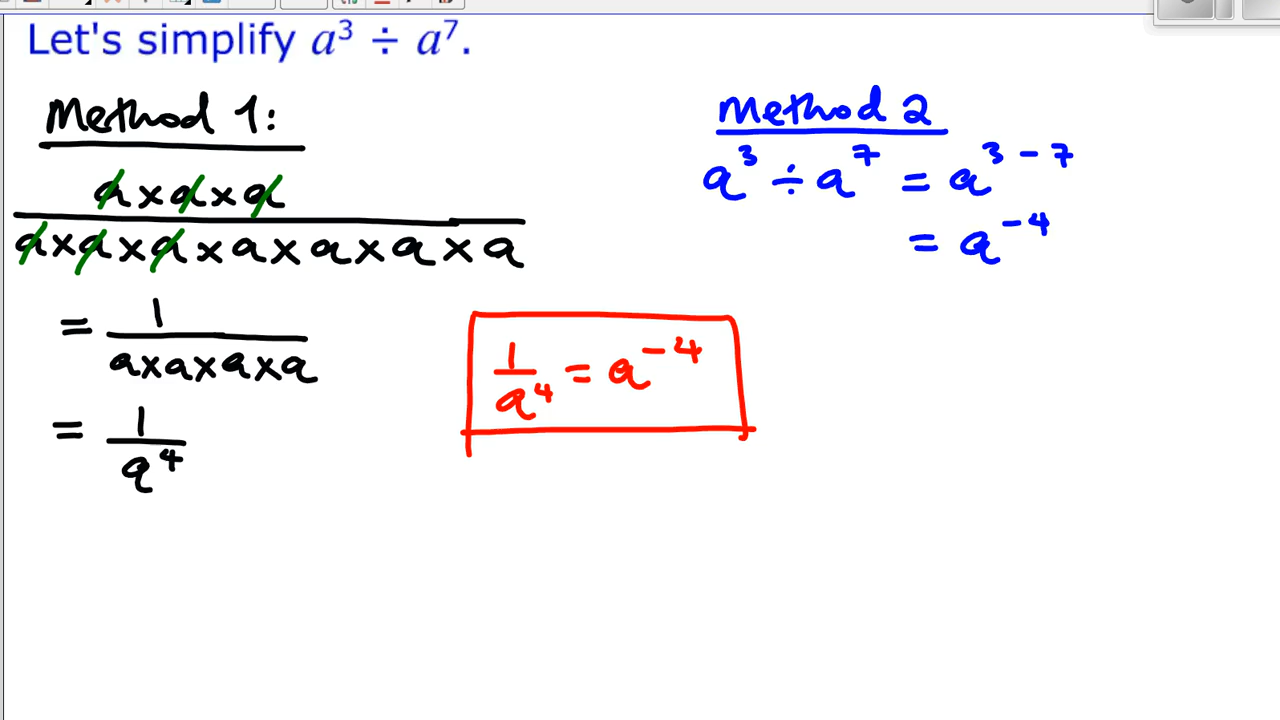 Let's simplify a³ ÷ a⁷.
Method 1:
a × a × a
a × a × a × a × a × a × a
= 1
a × a × a × a
= 1
a⁴
1/a⁴ = a⁻⁴
Method 2
a³ ÷ a⁷ = a³⁻⁷
= a⁻⁴